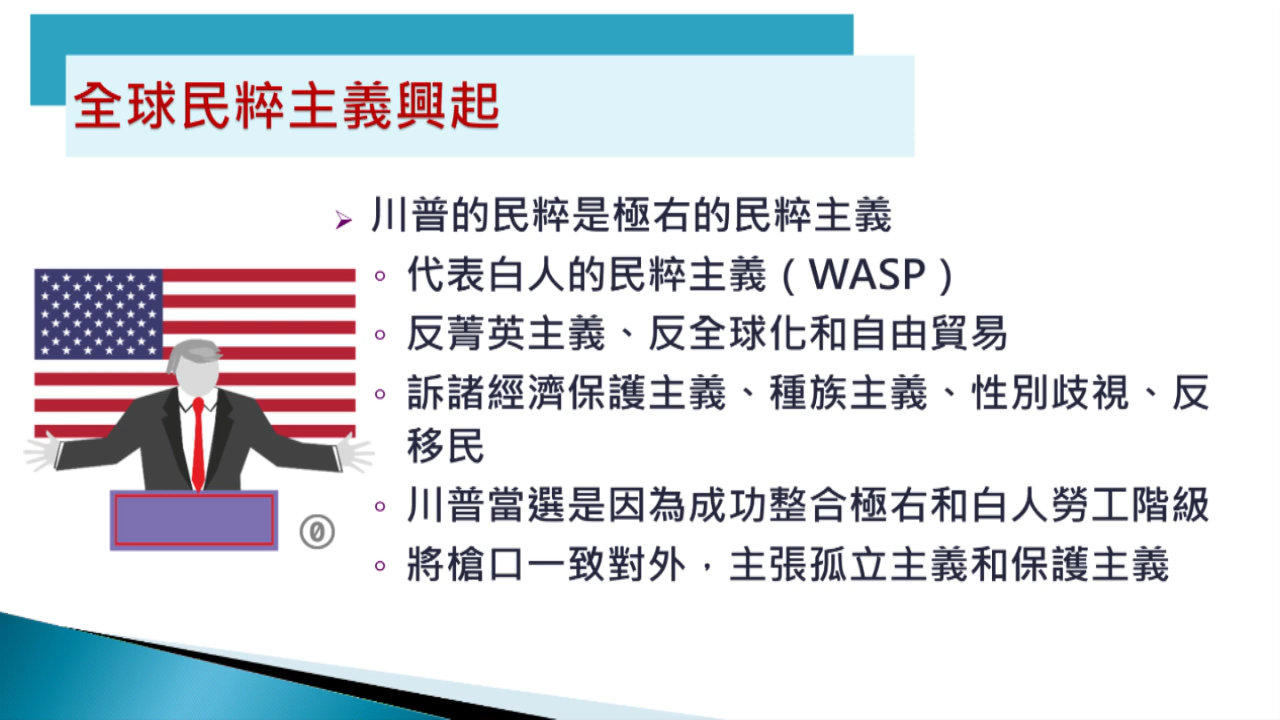 全球民粹主義興起
川普的民粹是極右的民粹主義
代表白人的民粹主義（WASP）
反菁英主義、反全球化和自由貿易
訴諸經濟保護主義、種族主義、性別歧視、反
移民
川普當選是因為成功整合極右和白人勞工階級
將槍口一致對外，主張孤立主義和保護主義